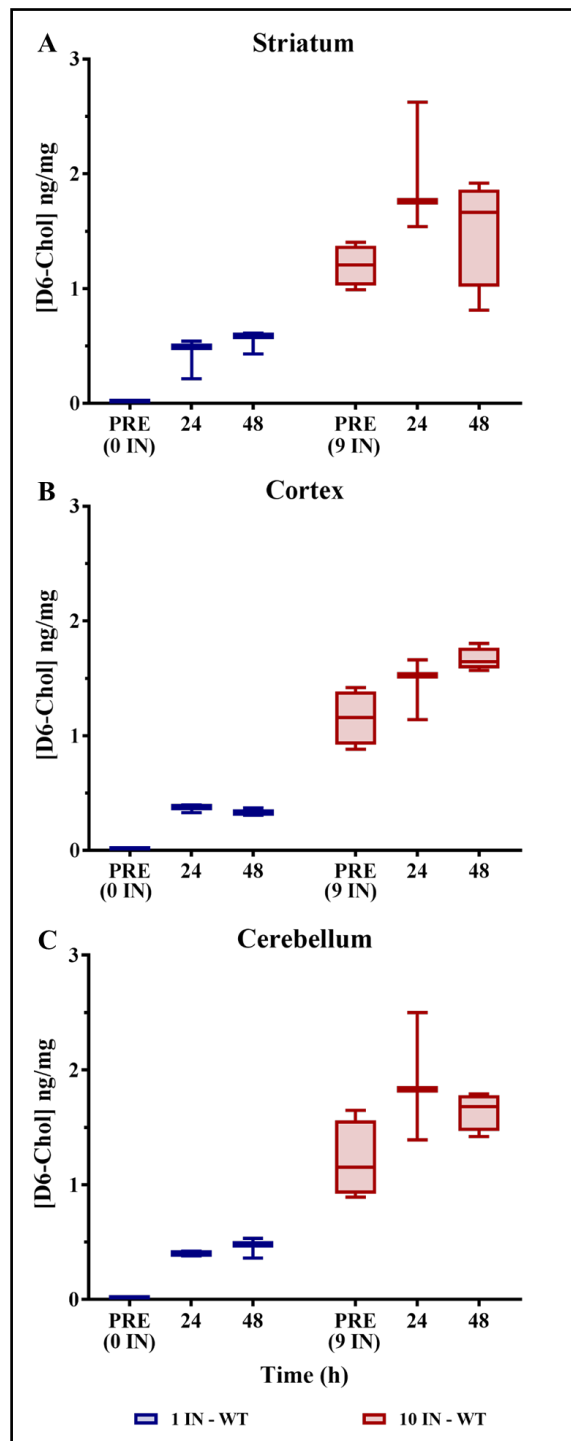 A Striatum
[D6-Chol] ng/mg
3
2
1
0
PRE 24 48 PRE 24 48
(0 IN) (9 IN)
B Cortex
[D6-Chol] ng/mg
3
2
1
0
PRE 24 48 PRE 24 48
(0 IN) (9 IN)
C Cerebellum
[D6-Chol] ng/mg
3
2
1
0
PRE 24 48 PRE 24 48
(0 IN) (9 IN)
Time (h)
1 IN - WT 10 IN - WT